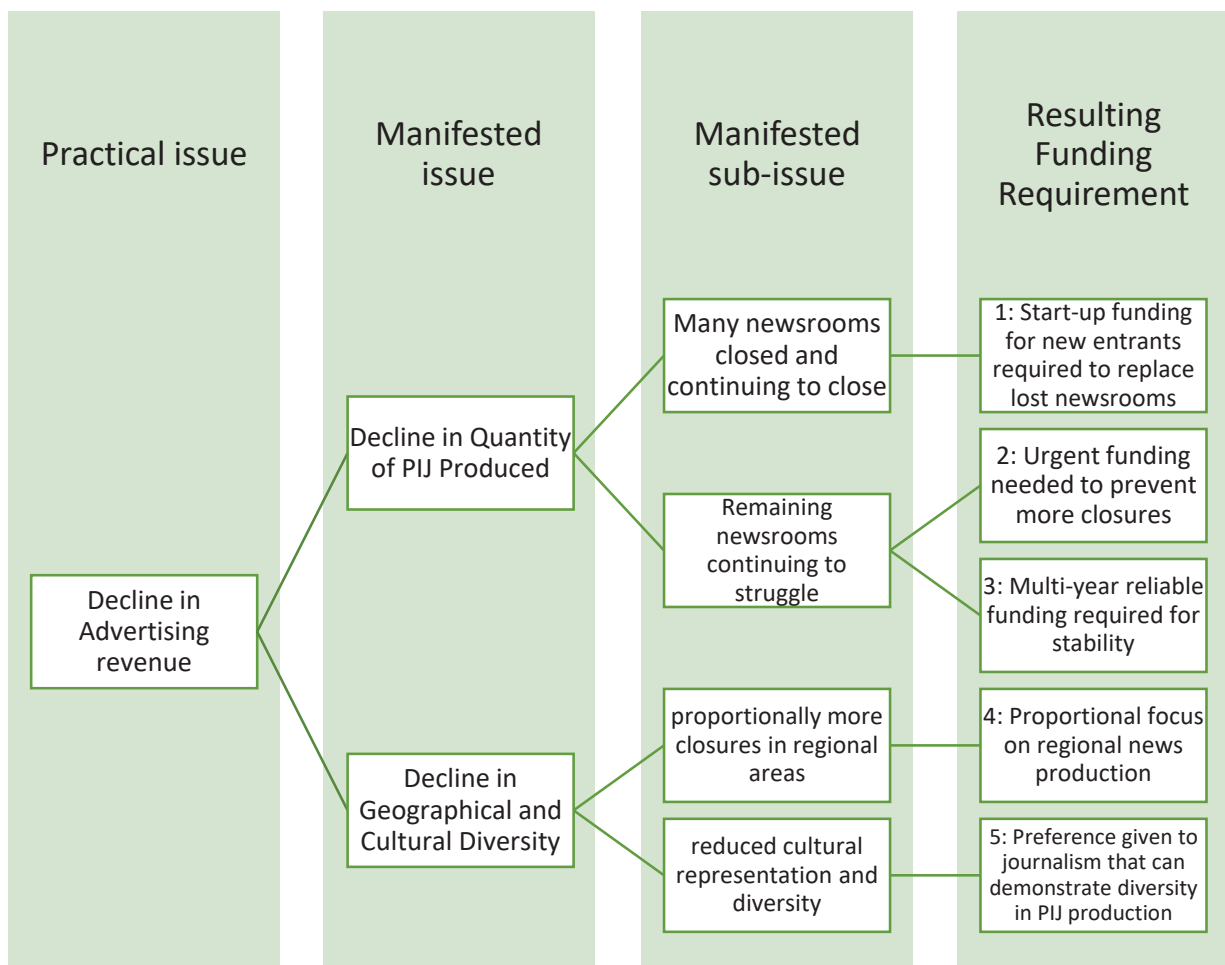 Practical issue
Manifested
issue
Manifested
sub-issue
Resulting
Funding
Requirement
Decline in
Advertising
revenue
Decline in Quantity
of PIJ Produced
Decline in
Geographical and
Cultural Diversity
Many newsrooms
closed and
continuing to close
Remaining
newsrooms
continuing to
struggle
proportionally more
closures in regional
areas
reduced cultural
representation and
diversity
1: Start-up funding
for new entrants
required to replace
lost newsrooms
2: Urgent funding
needed to prevent
more closures
3: Multi-year reliable
funding required for
stability
4: Proportional focus
on regional news
production
5: Preference given to
journalism that can
demonstrate diversity
in PIJ production